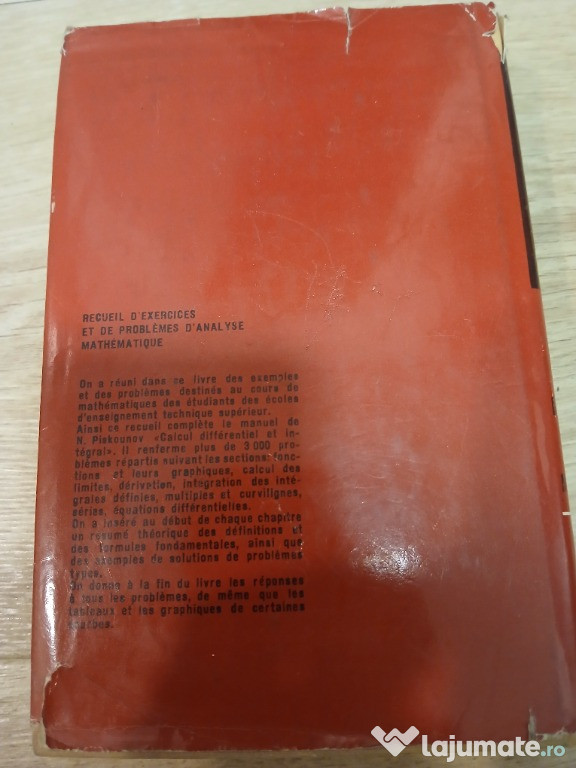 RECUEIL D'EXERCICES
ET DE PROBLÈMES D'ANALYSE
MATHÉMATIQUE
On a réuni dans ce livre des exemples
et des problèmes destinés au cours de
mathématiques des étudiants des écoles
d'enseignement technique supérieur.
Ainsi ce recueil complète le manuel de
N. Piskounov «Calcul différentiel et in-
tégral». Il renferme plus de 3 000 pro-
blèmes répartis suivant les sections: fonc-
tions et leurs graphiques, calcul des
limites, dérivation, intégration des inté-
grales définies, multiples et curvilignes,
séries, équations différentielles.
On a inséré au début de chaque chapitre
un résumé théorique des définitions et
des formules fondamentales, ainsi que
des exemples de solutions de problèmes
types.
On donne à la fin du livre les réponses
à tous les problèmes, de même que les
tableaux et les graphiques de certaines
courbes.
lajumate.ro